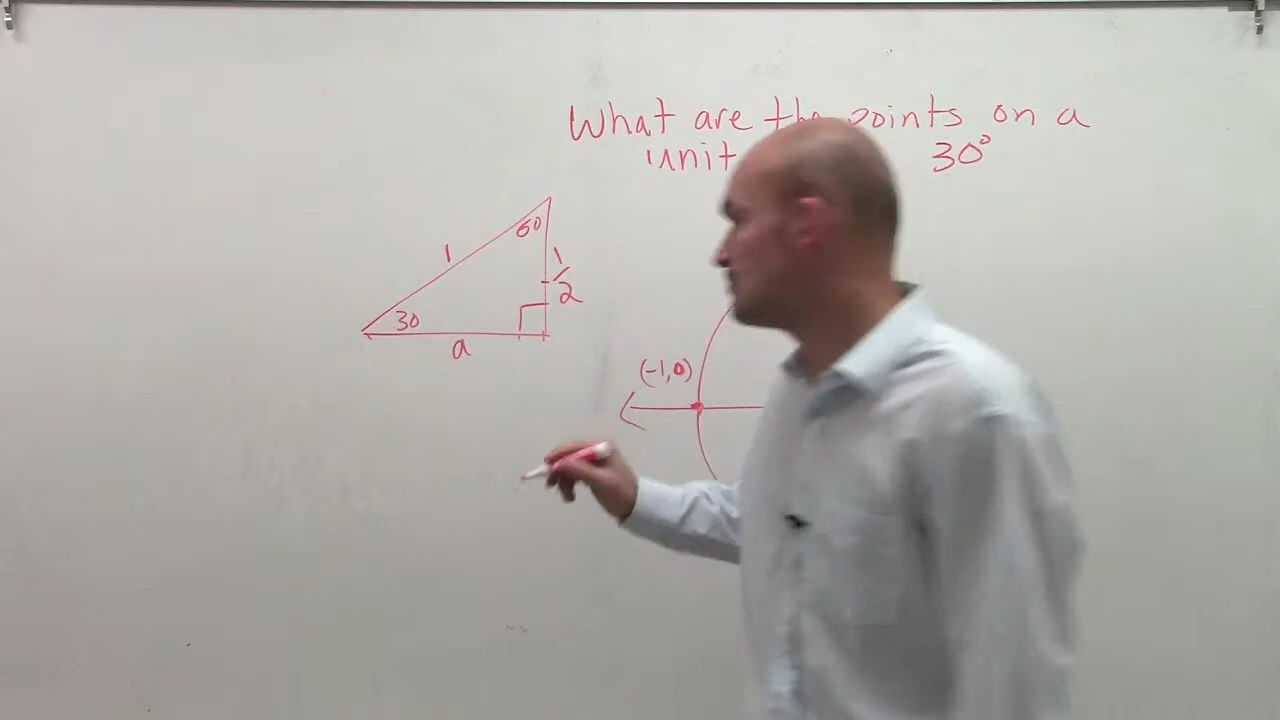 What are the points on a
unit 30°
60
1
1/2
30
a
(-1,0)